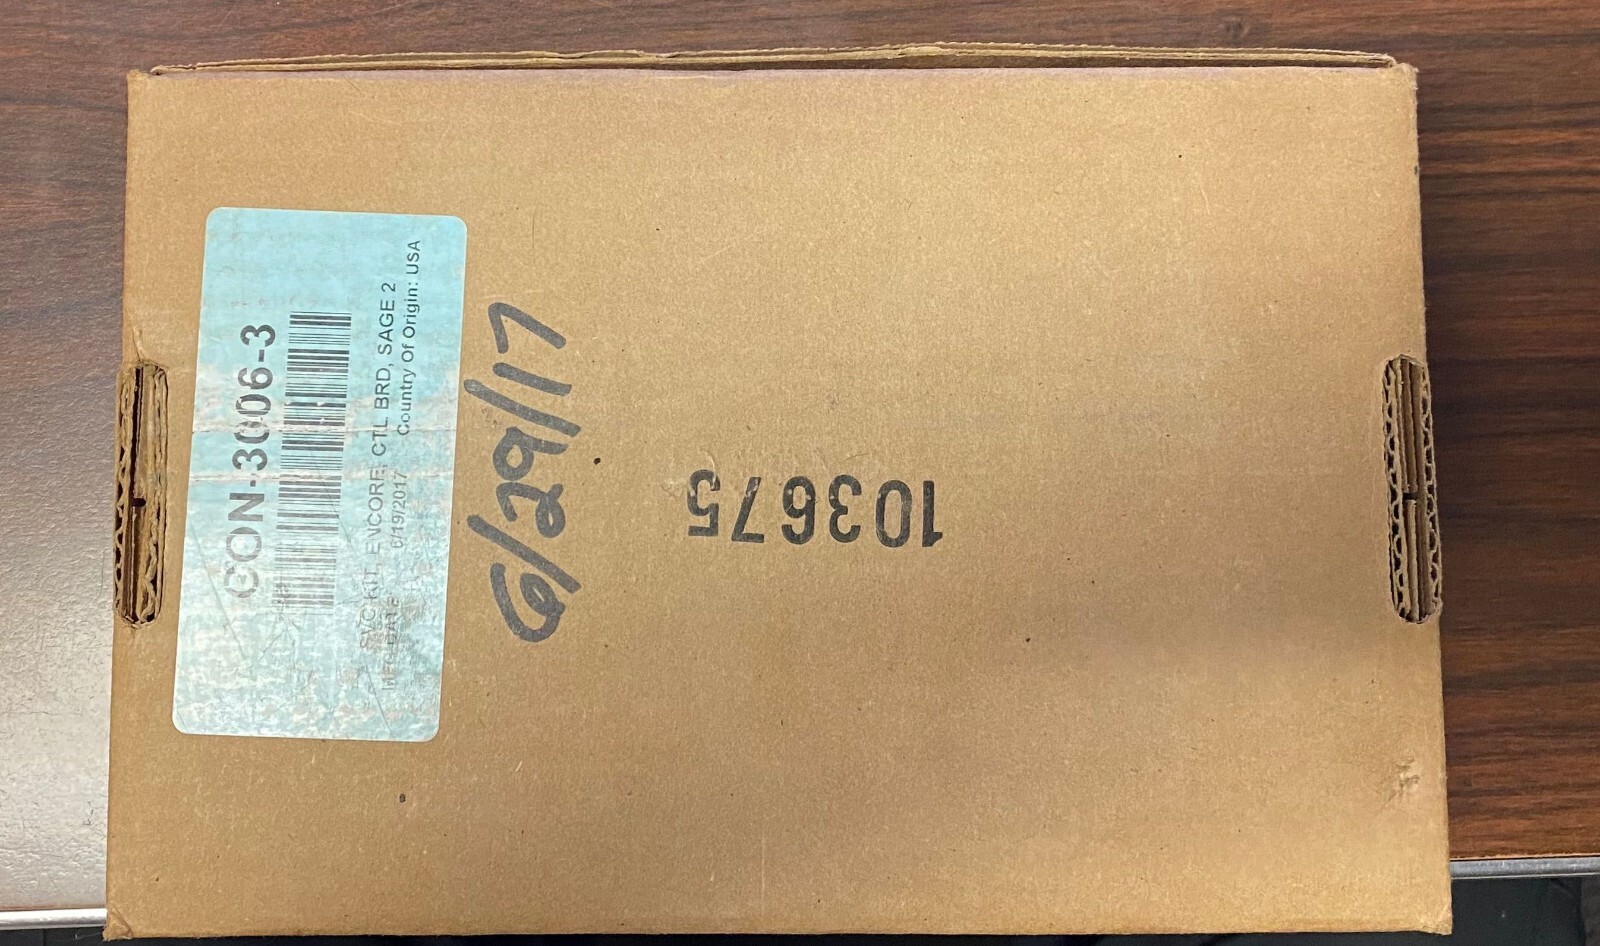 CON-3006-3
SVC KIT, ENCORE, CTL BRD, SAGE 2
MFG DATE 6/19/2017 Country Of Origin: USA
6/29/17
103675